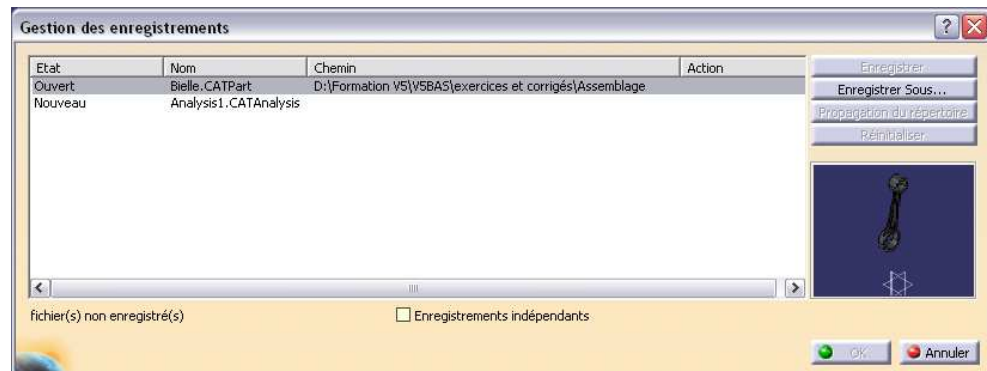 Gestion des enregistrements
Etat Nom Chemin Action
Ouvert Bielle.CATPart D:\Formation V5\V5BAS\exercices et corrigés\Assemblage
Nouveau Analysis1.CATAnalysis
Enregistrer
Enregistrer Sous...
Propagation du répertoire
Réinitialiser
fichier(s) non enregistré(s) Enregistrements indépendants
OK Annuler